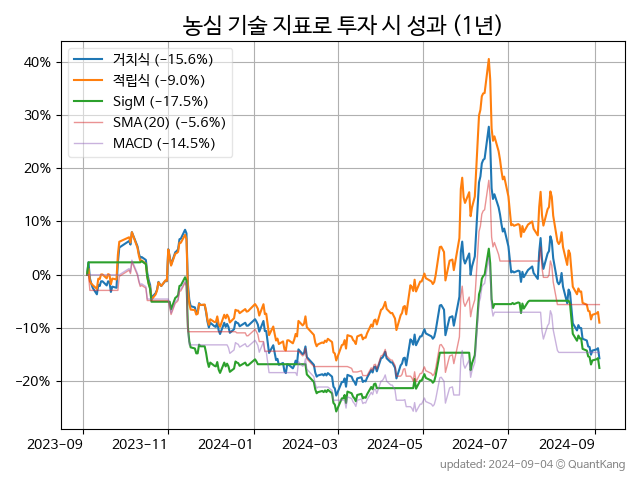 농심 기술 지표로 투자 시 성과 (1년)
거치식 (−15.6%)
적립식 (−9.0%)
SigM (−17.5%)
SMA(20) (−5.6%)
MACD (−14.5%)
40%
30%
20%
10%
0%
−10%
−20%
2023-09 2023-11 2024-01 2024-03 2024-05 2024-07 2024-09
updated: 2024-09-04 © QuantKang